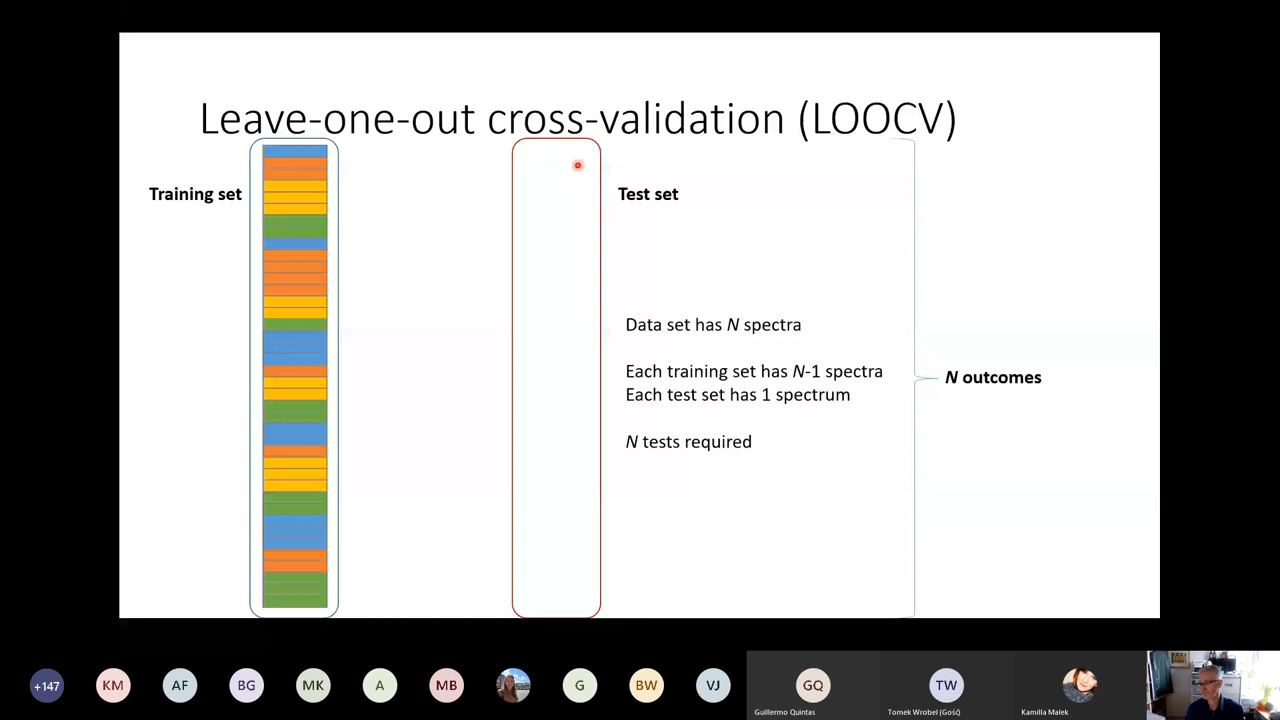 Leave-one-out cross-validation (LOOCV)
Training set
Test set
Data set has N spectra
Each training set has N-1 spectra
Each test set has 1 spectrum
N tests required
N outcomes
+147
KM
AF
BG
MK
A
MB
G
BW
VJ
GQ
TW
Guillermo Quintas
Tomek Wrobel (Gość)
Kamilla Malek